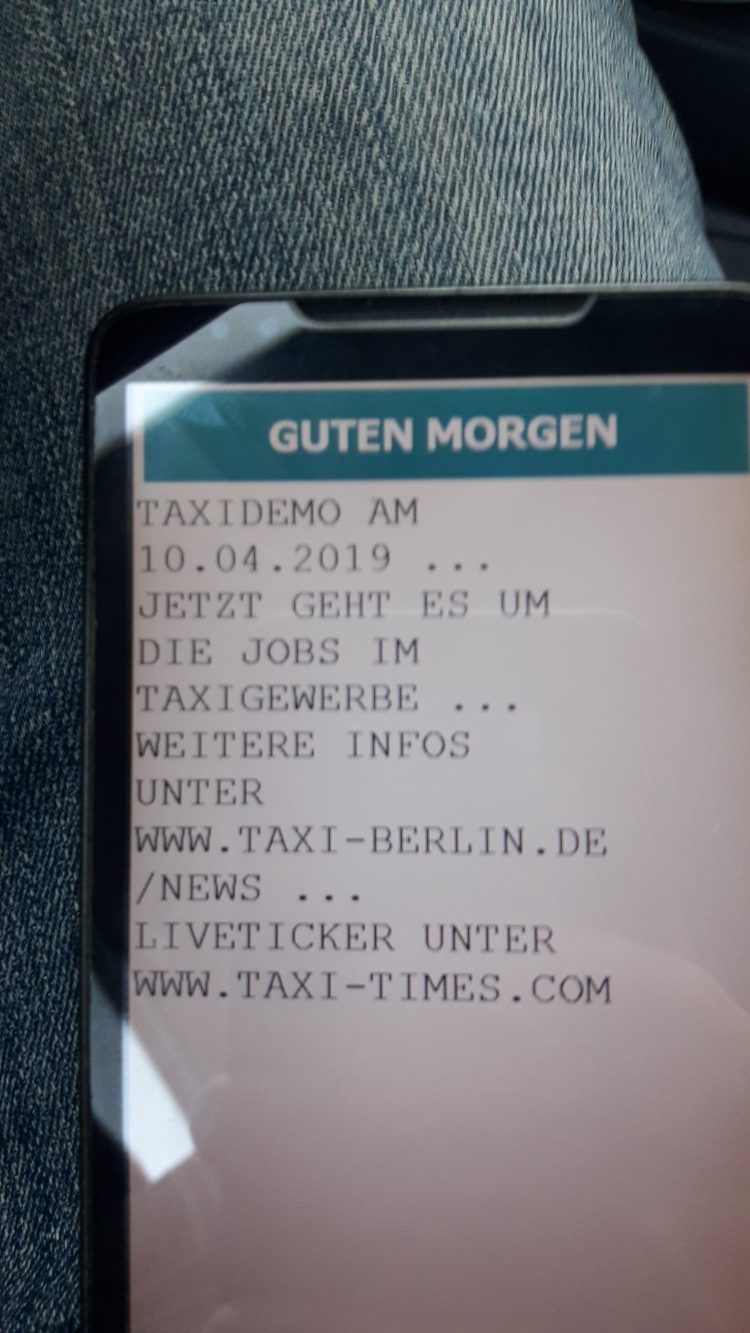 GUTEN MORGEN
TAXIDEMO AM
10.04.2019 ...
JETZT GEHT ES UM
DIE JOBS IM
TAXIGEWERBE ...
WEITERE INFOS
UNTER
WWW.TAXI-BERLIN.DE
/NEWS ...
LIVETICKER UNTER
WWW.TAXI-TIMES.COM